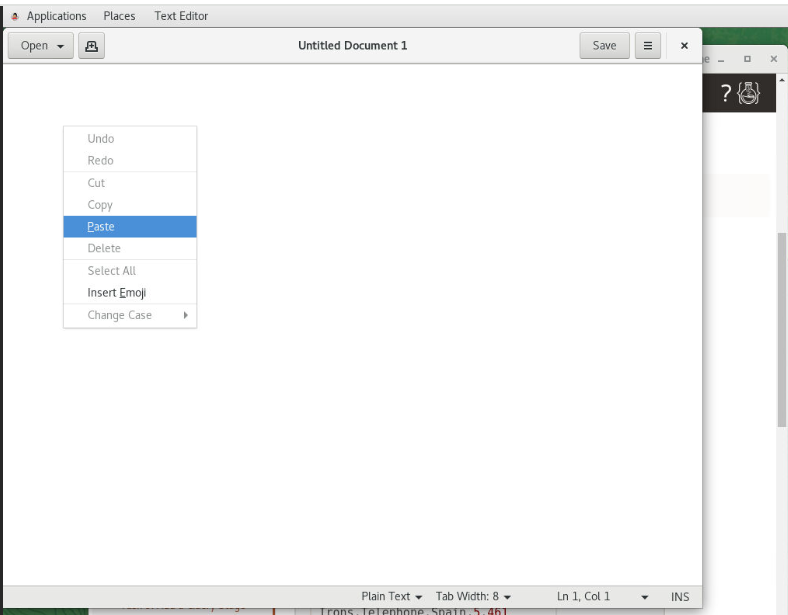 Applications Places Text Editor
Open Untitled Document 1 Save
?
Undo
Redo
Cut
Copy
Paste
Delete
Select All
Insert Emoji
Change Case
Plain Text Tab Width: 8 Ln 1, Col 1 INS
Irons,Telephone,Spain,5.461